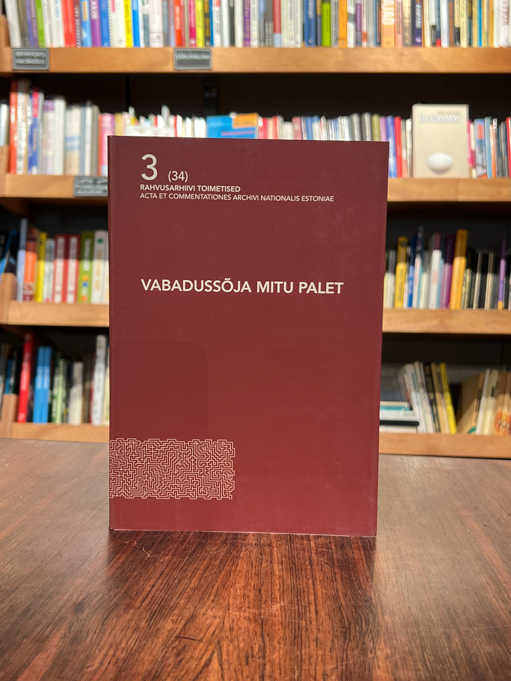 3 (34)
RAHVUSARHIIVI TOIMETISED
ACTA ET COMMENTATIONES ARCHIVI NATIONALIS ESTONIAE
VABADUSSÕJA MITU PALET